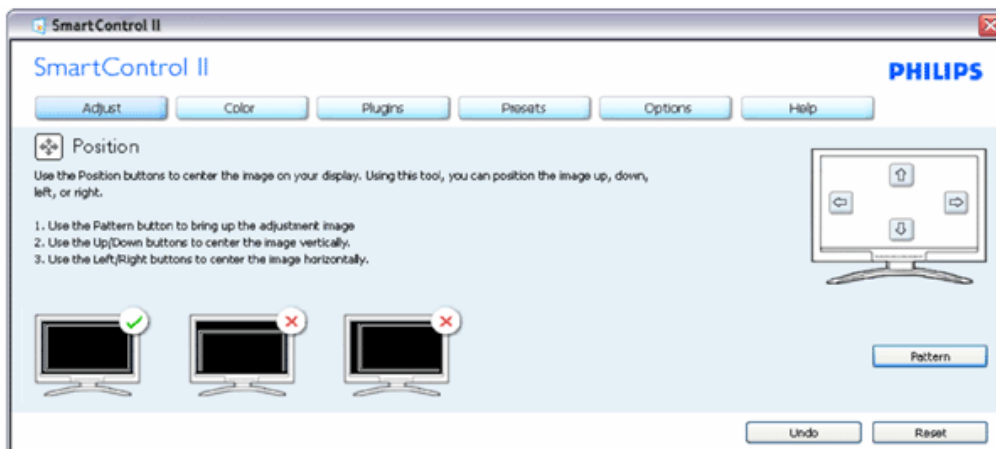 SmartControl II
SmartControl II
PHILIPS
Adjust Color Plugins Presets Options Help
Position
Use the Position buttons to center the image on your display. Using this tool, you can position the image up, down,
left, or right.
1. Use the Pattern button to bring up the adjustment image
2. Use the Up/Down buttons to center the image vertically.
3. Use the Left/Right buttons to center the image horizontally.
Pattern
Undo Reset